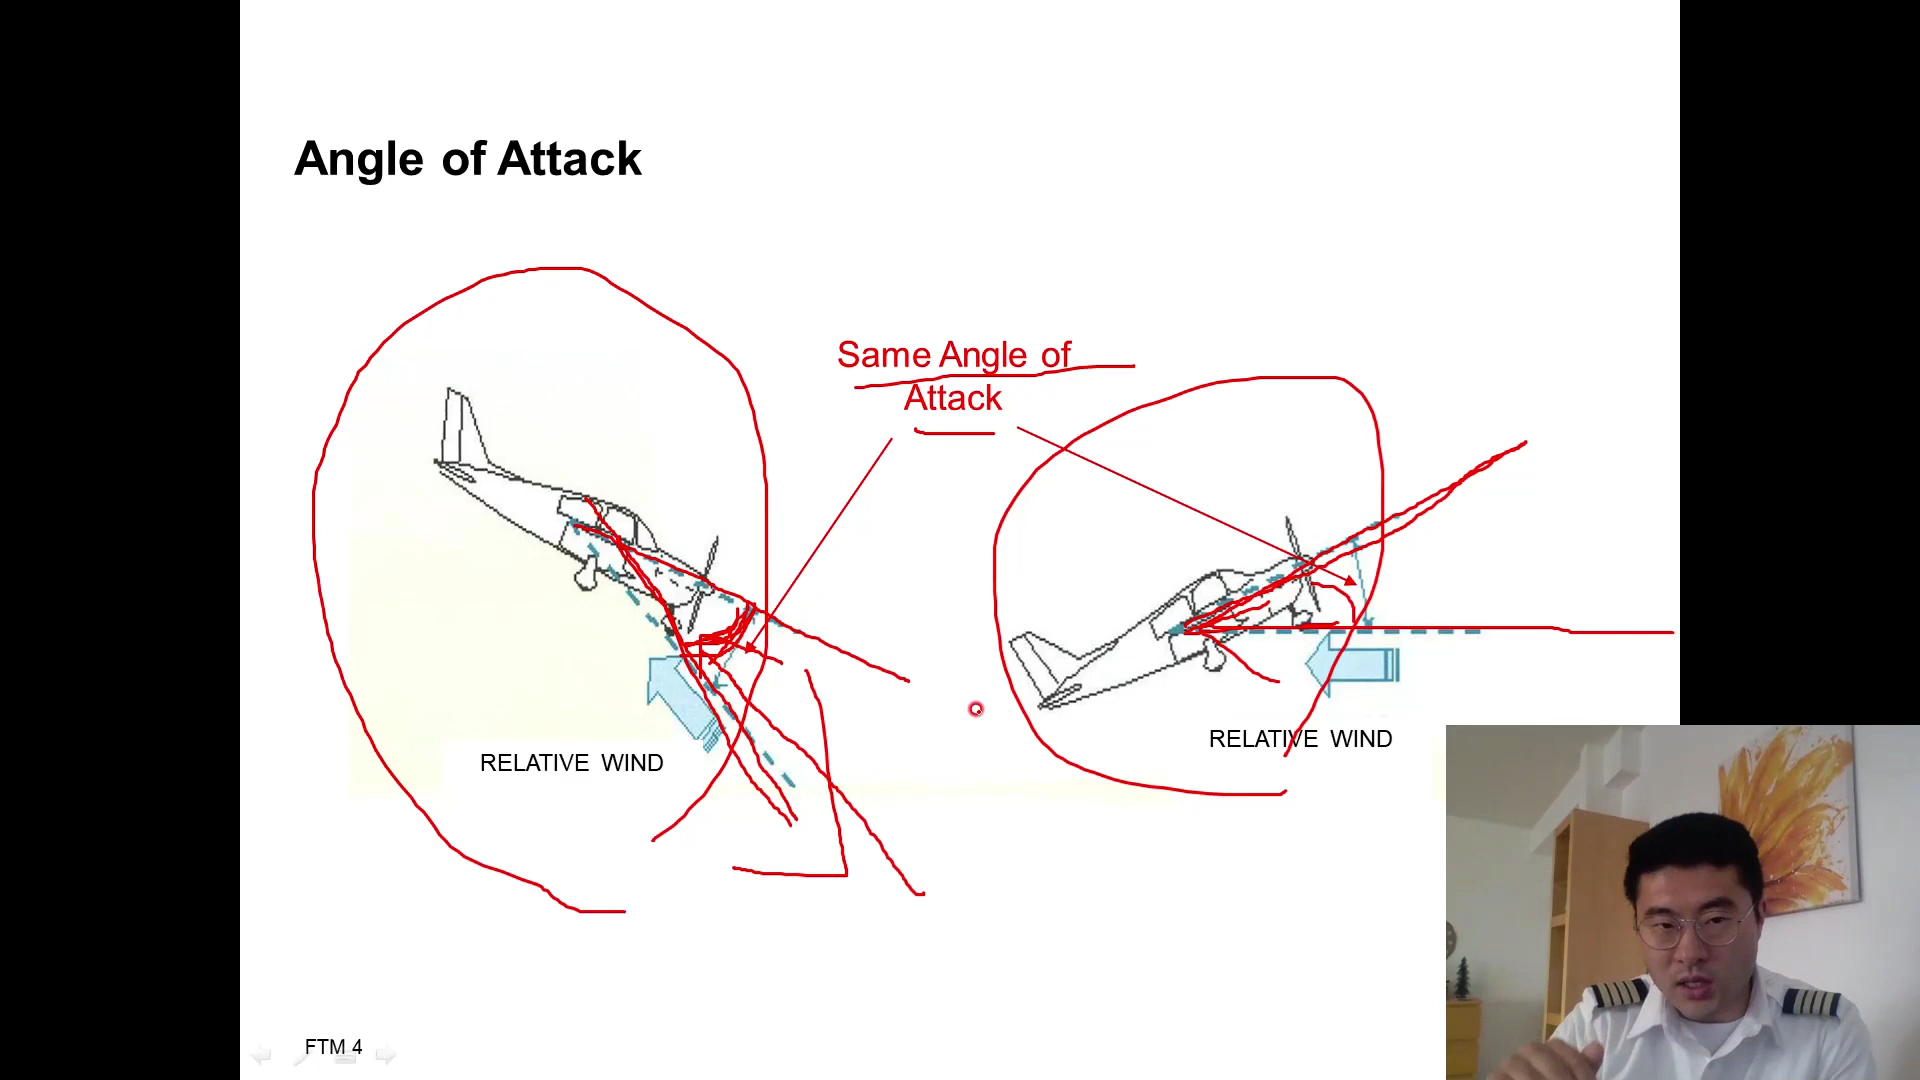 Angle of Attack
Same Angle of
Attack
RELATIVE WIND
RELATIVE WIND
FTM 4